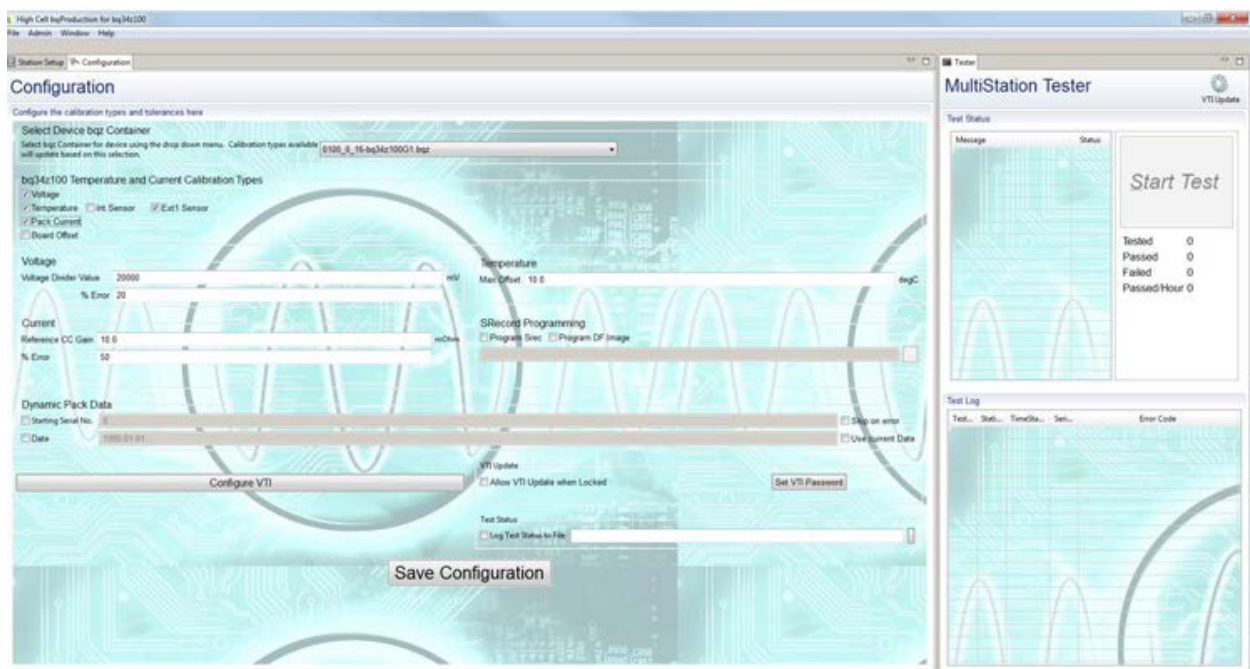 High Cell bqProduction for bq34z100
File Admin Window Help
Station Setup Configuration
Configuration
Configure the calibration types and tolerances here
Select Device bqz Container
Select bqz Container for device using the drop down menu. Calibration types available
will update based on this selection.
0100_0_16-bq34z100G1.bqz
bq34z100 Temperature and Current Calibration Types
Voltage
Temperature Int Sensor Ext1 Sensor
Pack Current
Board Offset
Voltage
Voltage Divider Value 20000 mV
% Error 20
Temperature
Max Offset 10.0 degC
Current
Reference CC Gain 10.0 mOhm
% Error 50
SRecord Programming
Program Srec Program DF Image
Dynamic Pack Data
Starting Serial No. 0 Skip on error
Date 1980-01-01 Use current Date
Configure VTI
VTI Update
Allow VTI Update when Locked Set VTI Password
Test Status
Log Test Status to File
Save Configuration
Tester
MultiStation Tester
VTI Update
Test Status
Message Status
Start Test
Tested 0
Passed 0
Failed 0
Passed/Hour 0
Test Log
Test... Stati... TimeSta... Seri... Error Code